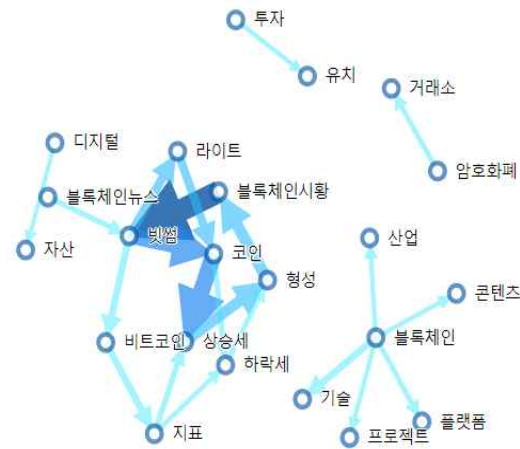 투자
유치
거래소
디지털
라이트
암호화폐
블록체인뉴스
블록체인시황
빗썸
산업
자산
코인
형성
콘텐츠
비트코인
상승세
블록체인
하락세
기술
플랫폼
지표
프로젝트